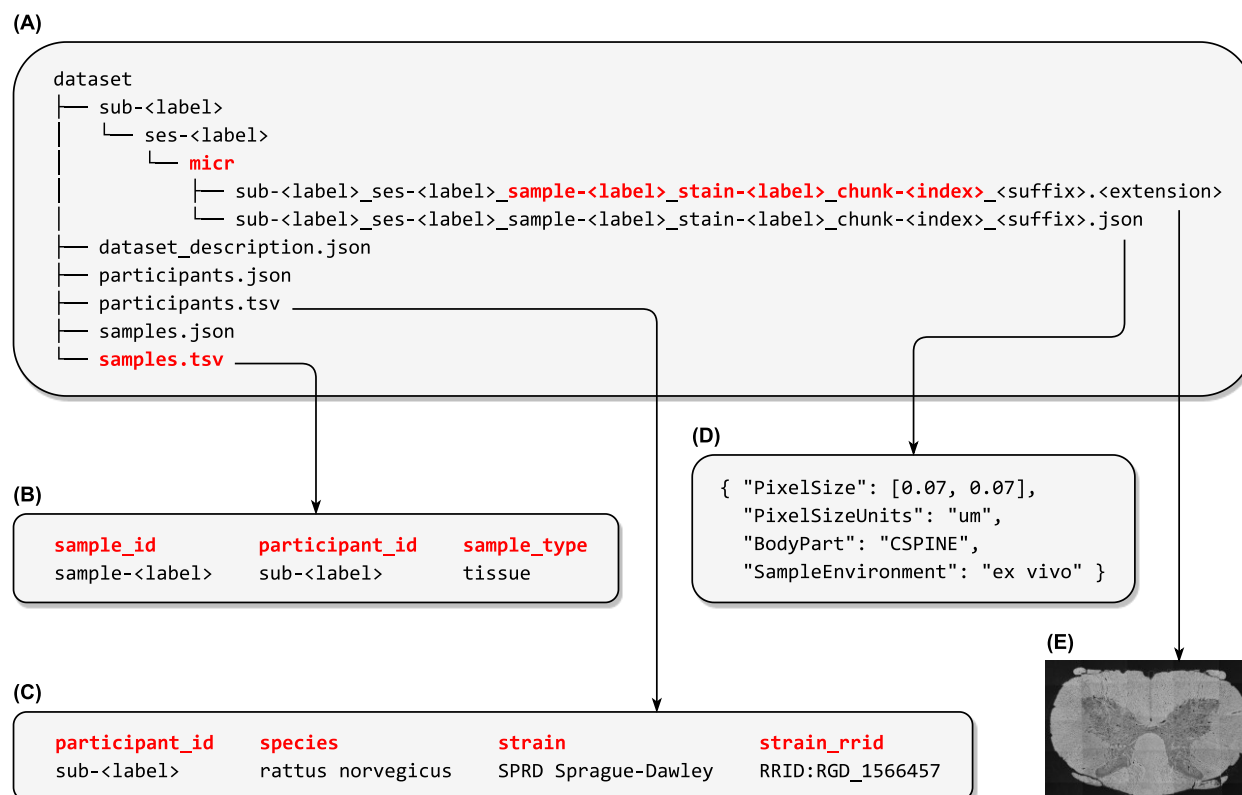 (A)
dataset
├── sub-<label>
│   └── ses-<label>
│       └── micr
│           ├── sub-<label>_ses-<label>_sample-<label>_stain-<label>_chunk-<index>_<suffix>.<extension>
│           └── sub-<label>_ses-<label>_sample-<label>_stain-<label>_chunk-<index>_<suffix>.json
├── dataset_description.json
├── participants.json
├── participants.tsv
├── samples.json
└── samples.tsv
(D)
{ "PixelSize": [0.07, 0.07],
"PixelSizeUnits": "um",
"BodyPart": "CSPINE",
"SampleEnvironment": "ex vivo" }
(B)
sample_id participant_id sample_type
sample-<label> sub-<label> tissue
(E)
(C)
participant_id species strain strain_rrid
sub-<label> rattus norvegicus SPRD Sprague-Dawley RRID:RGD_1566457